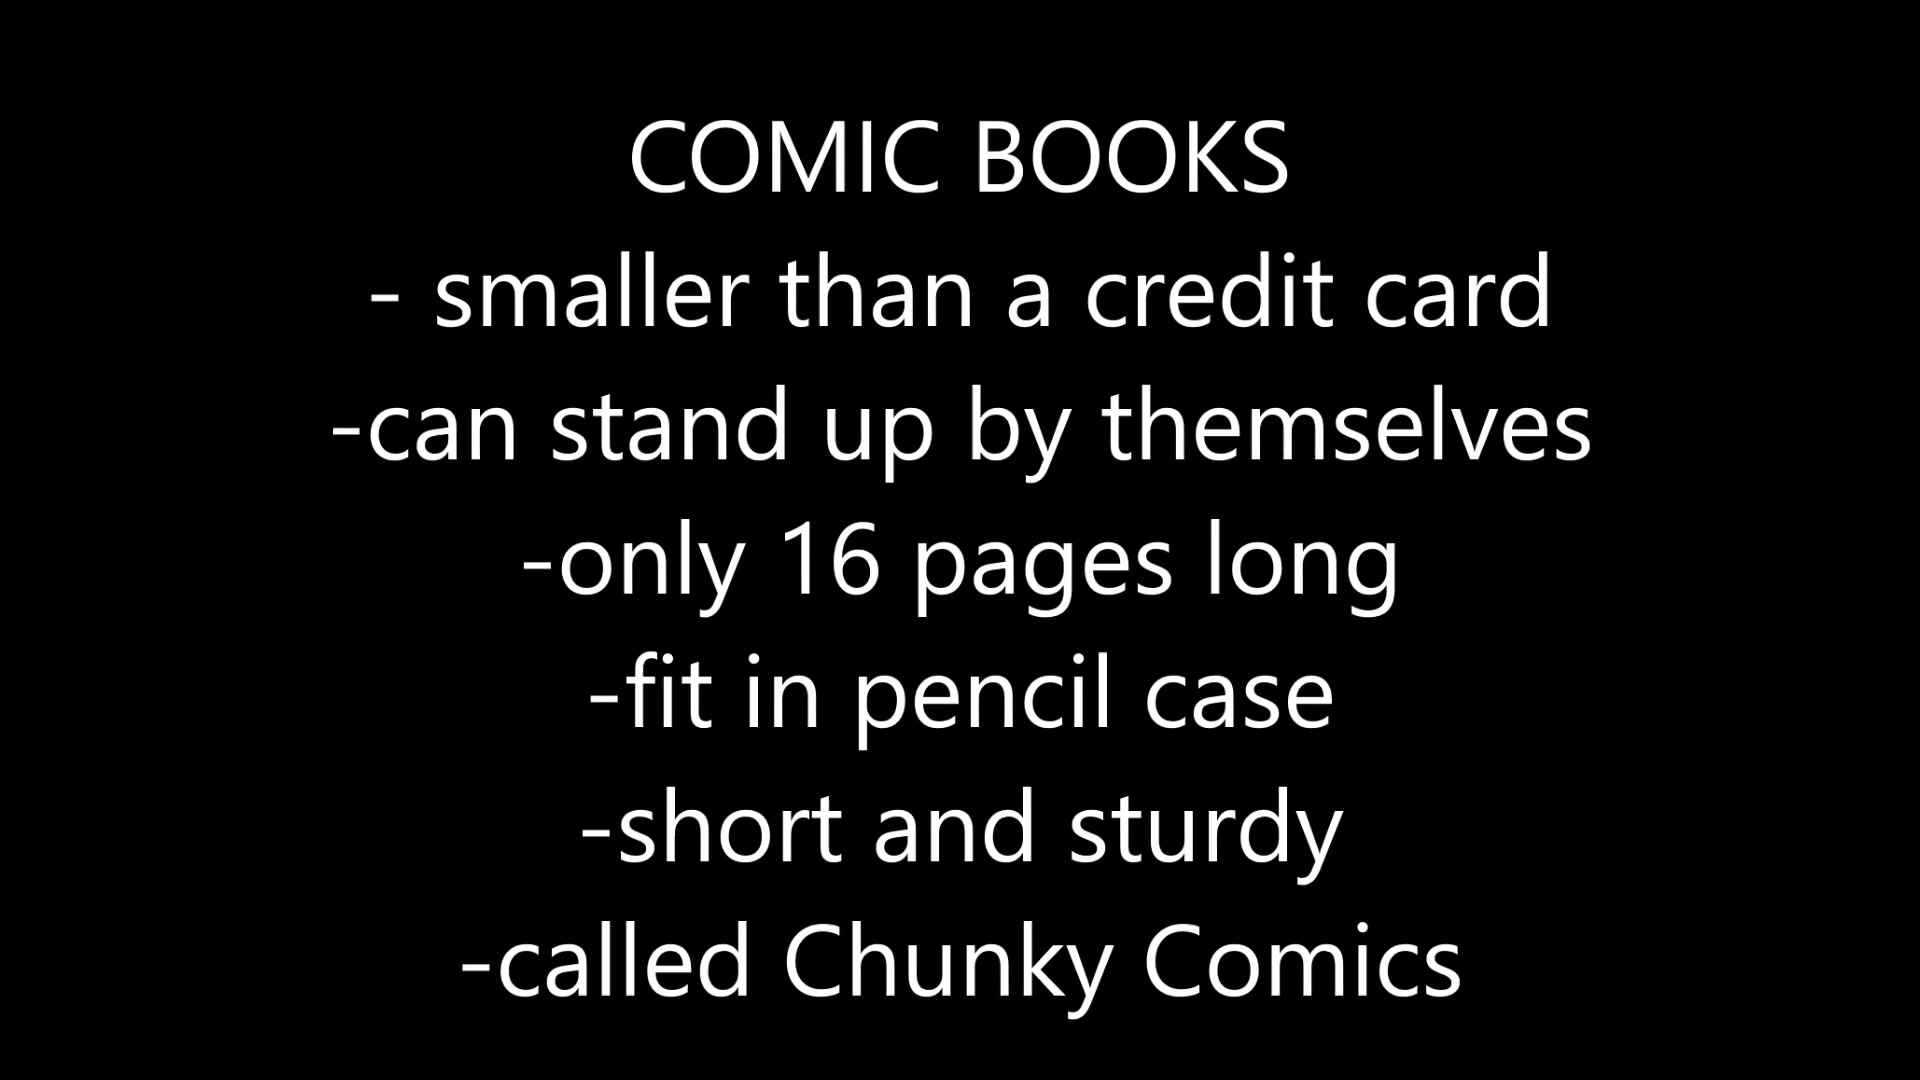 COMIC BOOKS
- smaller than a credit card
-can stand up by themselves
-only 16 pages long
-fit in pencil case
-short and sturdy
-called Chunky Comics